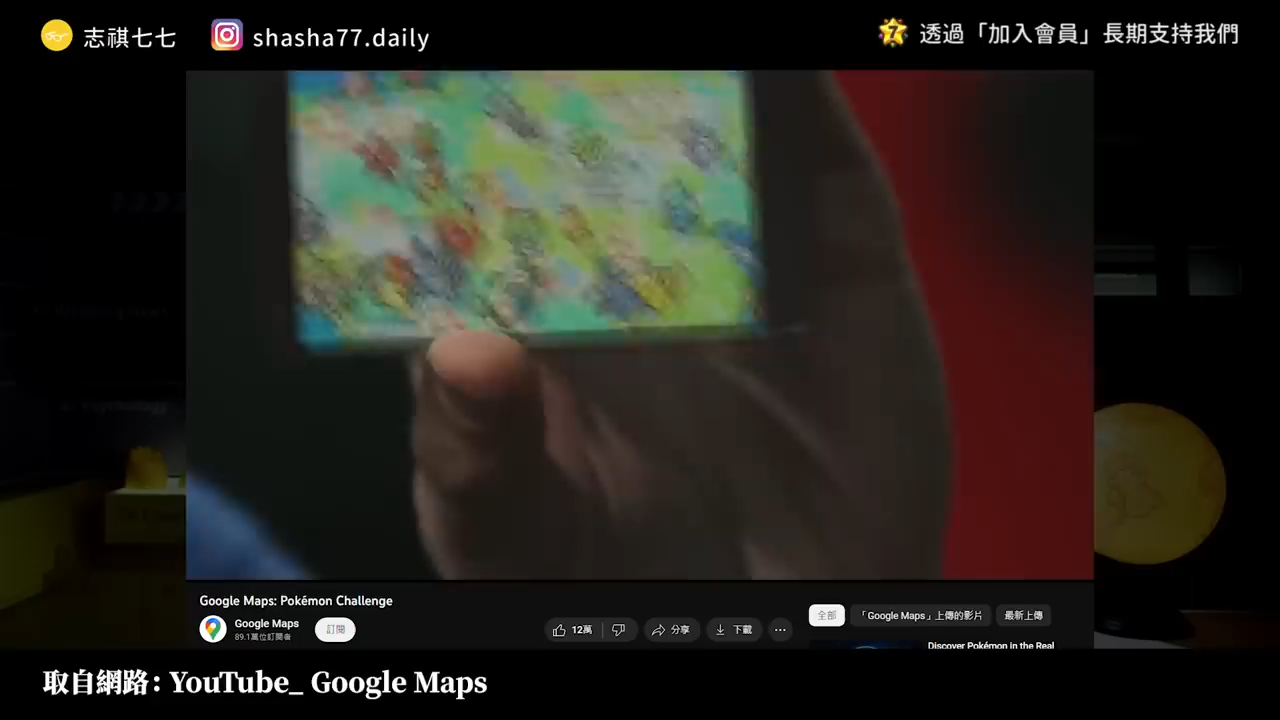 志祺七七
shasha77.daily
透過「加入會員」長期支持我們
Google Maps: Pokémon Challenge
Google Maps
89.1萬位訂閱者
訂閱
12萬
分享
下載
全部
「Google Maps」上傳的影片
最新上傳
Discover Pokémon in the Real
取自網路：YouTube_ Google Maps